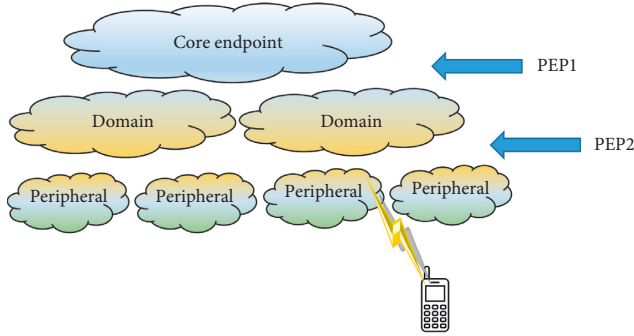 Core endpoint
PEP1
Domain
Domain
PEP2
Peripheral
Peripheral
Peripheral
Peripheral